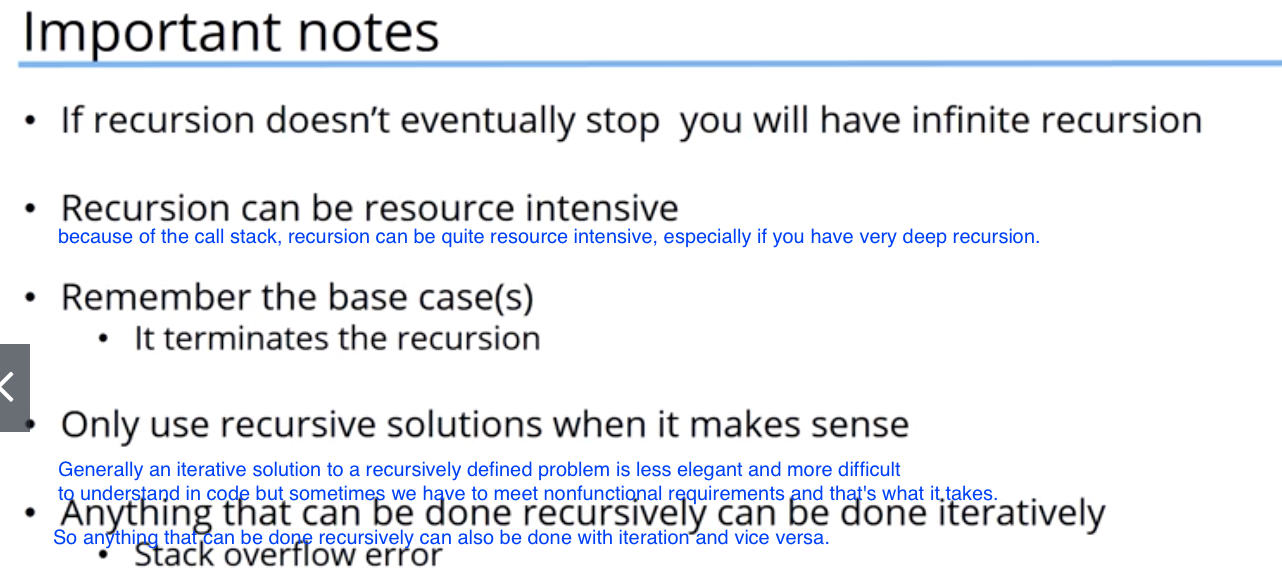 Important notes
• If recursion doesn't eventually stop  you will have infinite recursion
• Recursion can be resource intensive
because of the call stack, recursion can be quite resource intensive, especially if you have very deep recursion.
• Remember the base case(s)
• It terminates the recursion
• Only use recursive solutions when it makes sense
Generally an iterative solution to a recursively defined problem is less elegant and more difficult
to understand in code but sometimes we have to meet nonfunctional requirements and that's what it takes.
• Anything that can be done recursively can be done iteratively
So anything that can be done recursively can also be done with iteration and vice versa.
• Stack overflow error